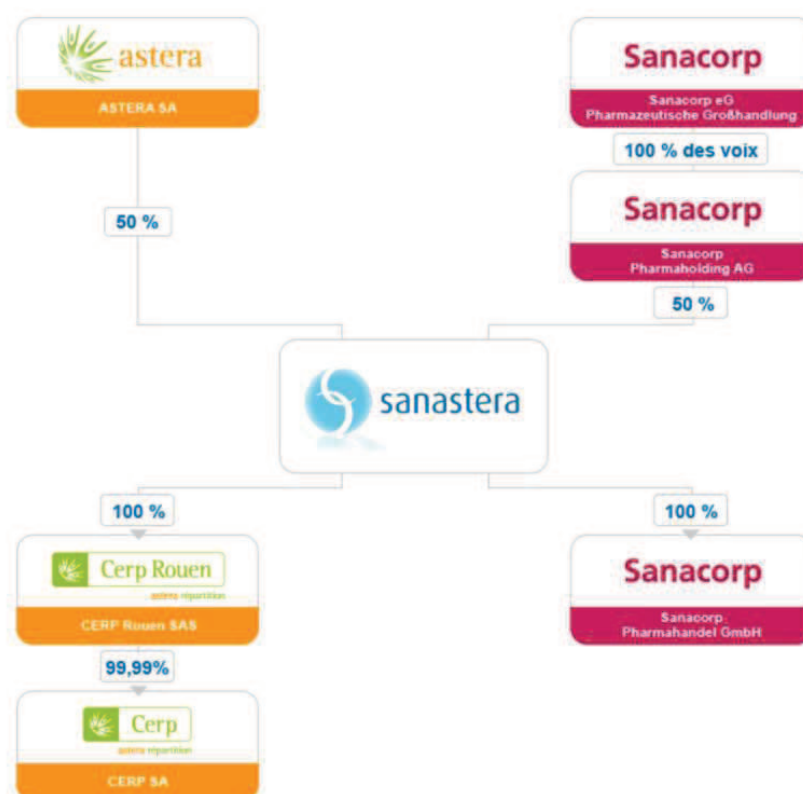 astera
ASTERA SA
Sanacorp
Sanacorp eG
Pharmazeutische Großhandlung
100 % des voix
50 %
Sanacorp
Sanacorp
Pharmaholding AG
50 %
sanastera
100 %
100 %
Cerp Rouen
astera répartition
CERP Rouen SAS
Sanacorp
Sanacorp
Pharmahandel GmbH
99,99%
Cerp
astera répartition
CERP SA